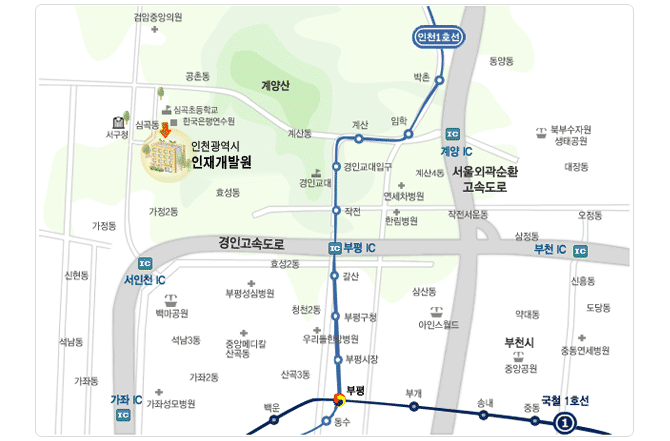 검암중앙의원
인천1호선
동양동
공촌동
계양산
박촌
심곡초등학교
한국은행연수원
심곡동
서구청
계산동
계산
임학
계양 IC
북부수자원
생태공원
인천광역시
인재개발원
경인교대입구
경인교대
계산4동
서울외곽순환
고속도로
대장동
효성동
연세사병원
가정2동
작전
한림병원
작전서운동
오정동
가정동
삼정동
경인고속도로
부평 IC
부천 IC
효성2동
신현동
서인천 IC
갈산
신흥동
부평성심병원
삼산동
백마공원
청천2동
부평구청
아인스월드
약대동
도당동
석남동
석남3동
중앙메디칼
산곡동
우리들한방병원
부천시
중동연세병원
부평시장
중앙공원
가좌동
가좌2동
산곡3동
부평
부개
국철 1호선
가좌 IC
가좌성모병원
백운
동수
송내
중동
1